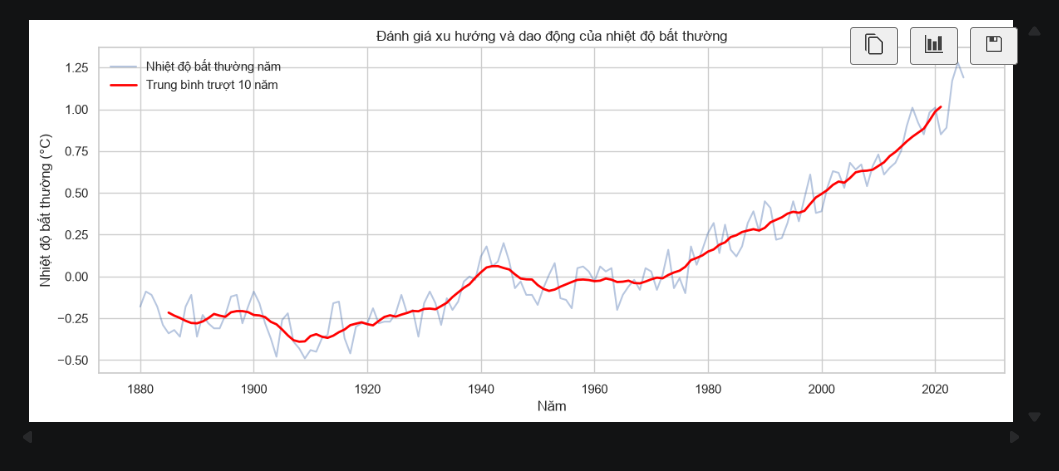 Đánh giá xu hướng và dao động của nhiệt độ bất thường
Nhiệt độ bất thường năm
Trung bình trượt 10 năm
Nhiệt độ bất thường (°C)
1.25
1.00
0.75
0.50
0.25
0.00
−0.25
−0.50
1880 1900 1920 1940 1960 1980 2000 2020
Năm